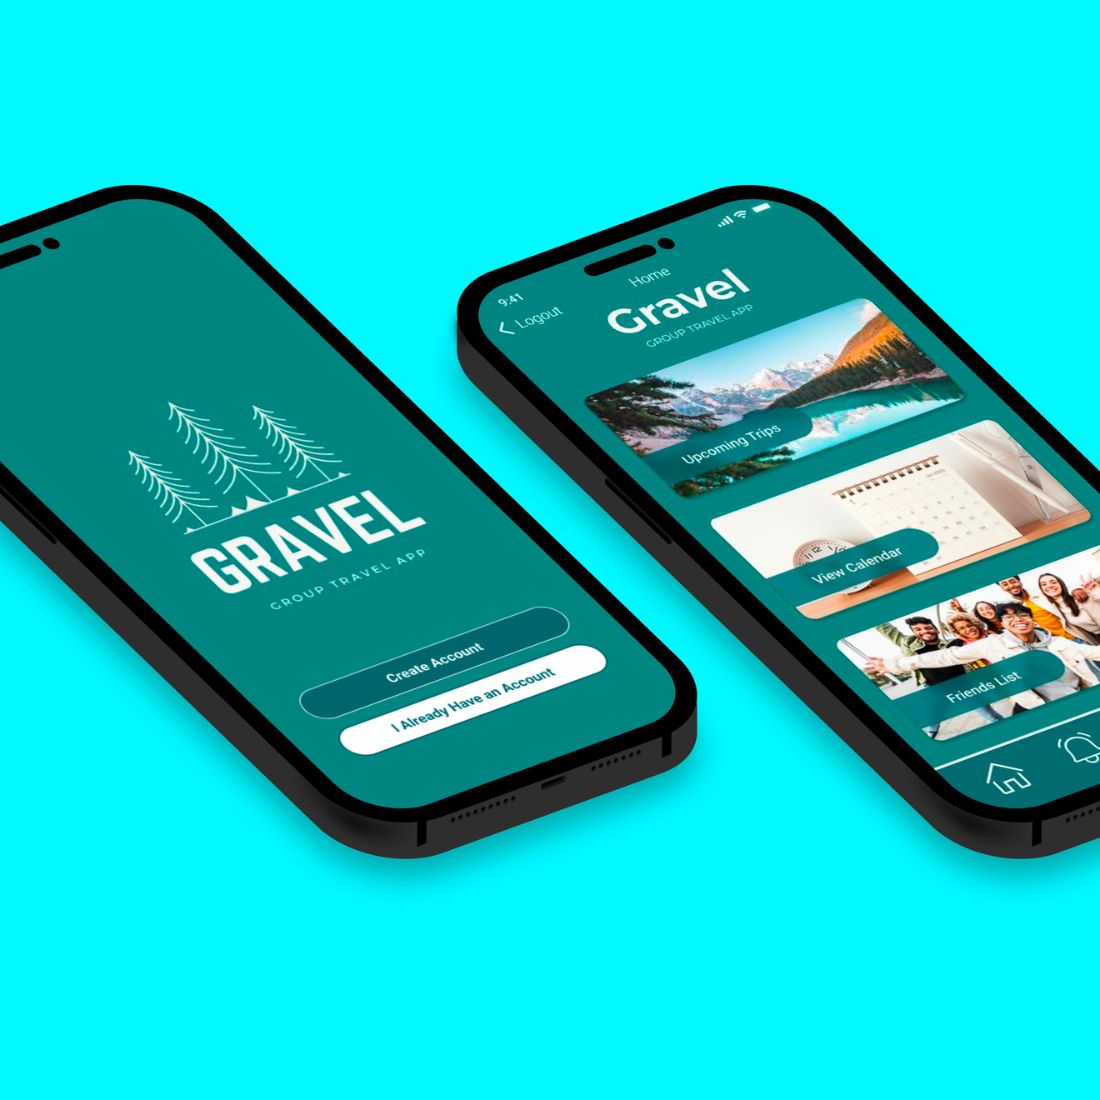 GRAVEL
GROUP TRAVEL APP
Create Account
I Already Have an Account
9:41
Home
Logout
Gravel
GROUP TRAVEL APP
Upcoming Trips
View Calendar
Friends List